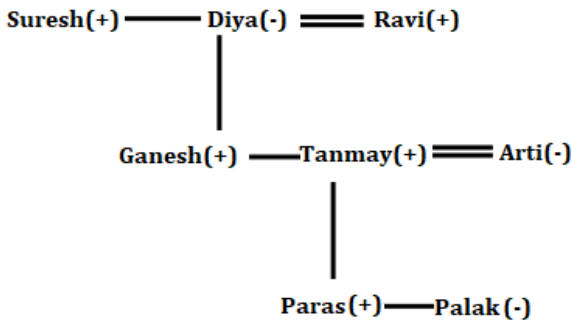 Suresh(+) Diya(-) Ravi(+)
Ganesh(+) Tanmay(+) Arti(-)
Paras(+) Palak(-)